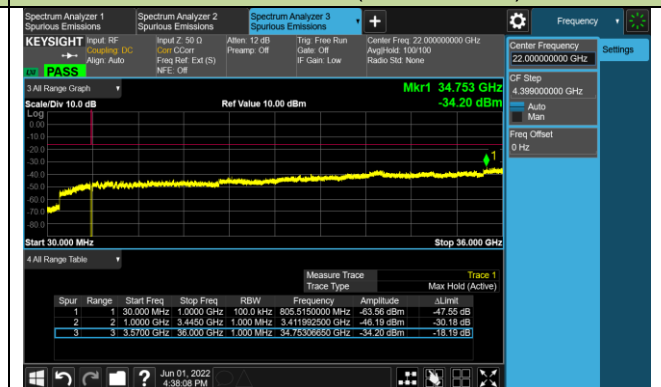 Spectrum Analyzer 1
Spurious Emissions
Spectrum Analyzer 2
Spurious Emissions
Spectrum Analyzer 3
Spurious Emissions
Frequency
KEYSIGHT
Input: RF
Coupling: DC
Align: Auto
Input Z: 50 Ω
Corr CCorr
Freq Ref: Ext (S)
NFE: Off
Atten: 12 dB
Preamp: Off
Trig: Free Run
Gate: Off
IF Gain: Low
Center Freq: 22.000000000 GHz
Avg|Hold: 100/100
Radio Std: None
LW PASS
3 All Range Graph
Mkr1 34.753 GHz
-34.20 dBm
Scale/Div 10.0 dB
Ref Value 10.00 dBm
Log
0.00
-10.0
-20.0
-30.0
-40.0
-50.0
-60.0
-70.0
-80.0
1
Start 30.000 MHz
Stop 36.000 GHz
4 All Range Table
Measure Trace Trace 1
Trace Type Max Hold (Active)
Spur Range Start Freq Stop Freq RBW Frequency Amplitude ΔLimit
1 1 30.000 MHz 1.0000 GHz 100.0 kHz 805.5150000 MHz -63.56 dBm -47.55 dB
2 2 1.0000 GHz 3.4450 GHz 1.000 MHz 3.411992500 GHz -46.19 dBm -30.18 dB
3 3 3.5700 GHz 36.000 GHz 1.000 MHz 34.75306650 GHz -34.20 dBm -18.19 dB
Center Frequency
22.000000000 GHz
Settings
CF Step
4.399000000 GHz
Auto
Man
Freq Offset
0 Hz
Jun 01, 2022
4:38:08 PM